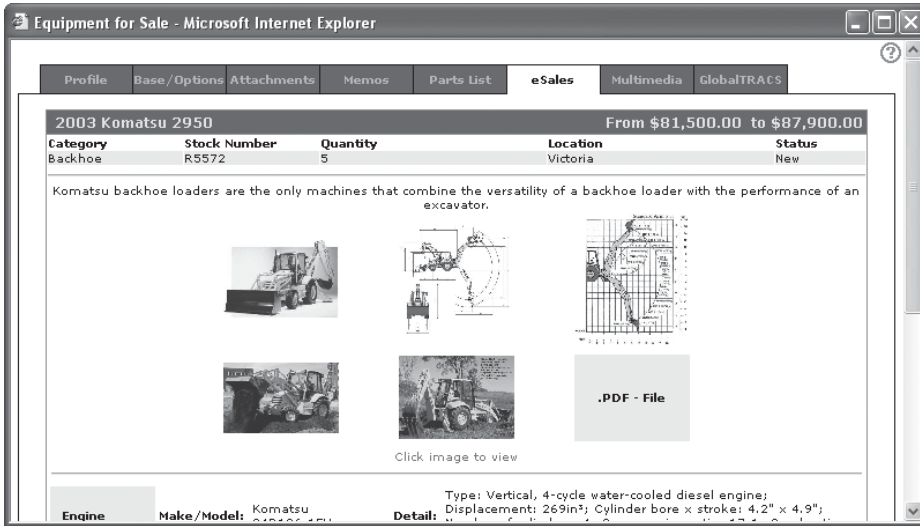 Equipment for Sale - Microsoft Internet Explorer
?
Profile Base/Options Attachments Memos Parts List eSales Multimedia GlobalTRACS
2003 Komatsu 2950 From $81,500.00 to $87,900.00
Category Stock Number Quantity Location Status
Backhoe R5572 5 Victoria New
Komatsu backhoe loaders are the only machines that combine the versatility of a backhoe loader with the performance of an
excavator.
.PDF - File
Click image to view
Type: Vertical, 4-cycle water-cooled diesel engine;
Engine Make/Model: Komatsu Detail: Displacement: 269in³; Cylinder bore x stroke: 4.2" x 4.9";